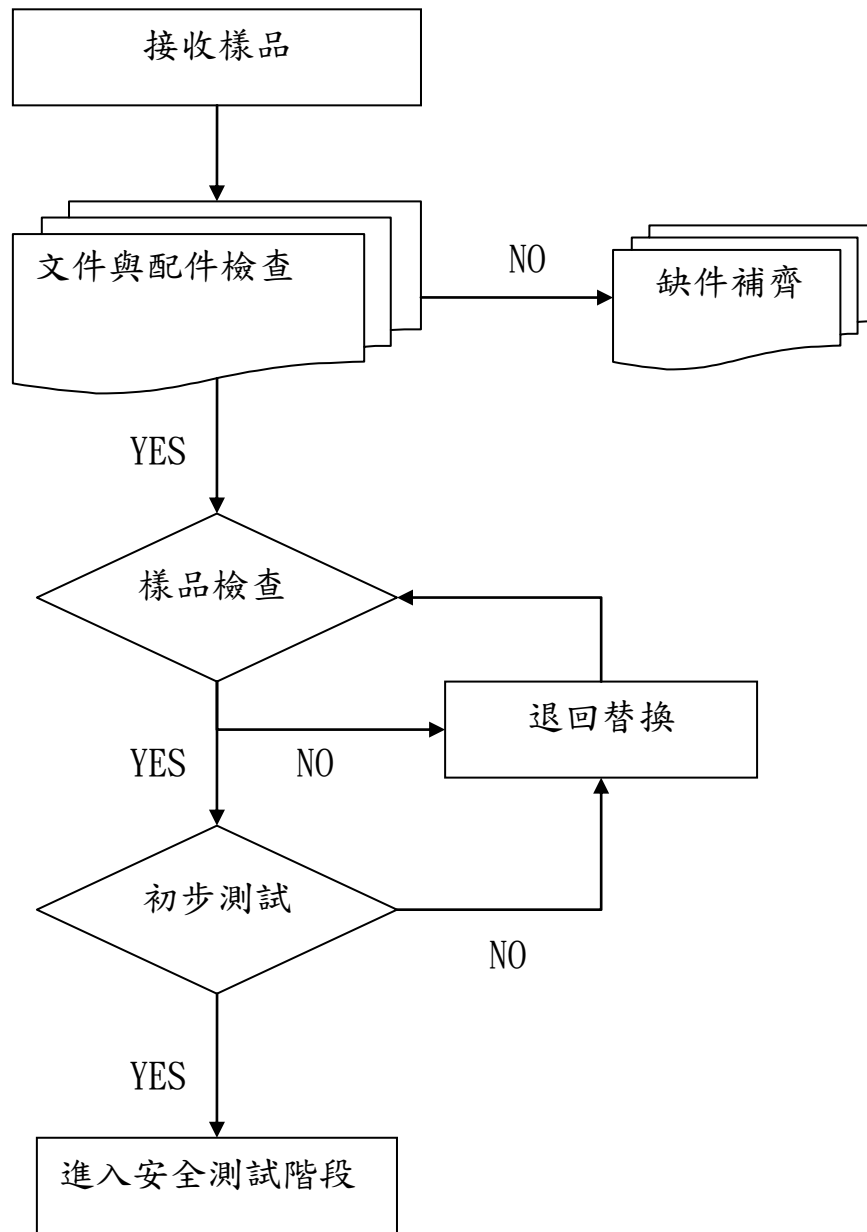 接收樣品
文件與配件檢查
NO
缺件補齊
YES
樣品檢查
退回替換
YES
NO
初步測試
NO
YES
進入安全測試階段